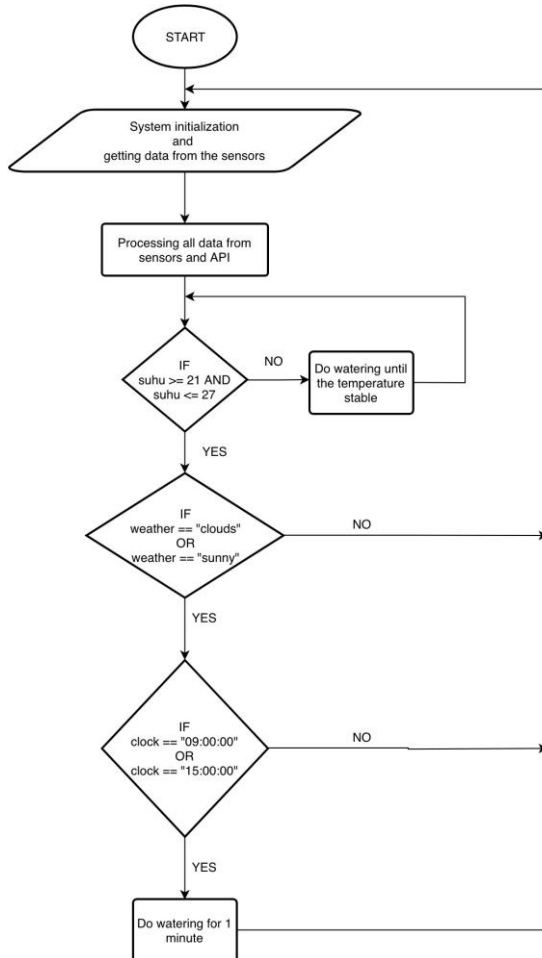 START
System initialization
and
getting data from the sensors
Processing all data from
sensors and API
IF
suhu >= 21 AND
suhu <= 27
NO
Do watering until
the temperature
stable
YES
IF
weather == "clouds"
OR
weather == "sunny"
NO
YES
IF
clock == "09:00:00"
OR
clock == "15:00:00"
NO
YES
Do watering for 1
minute